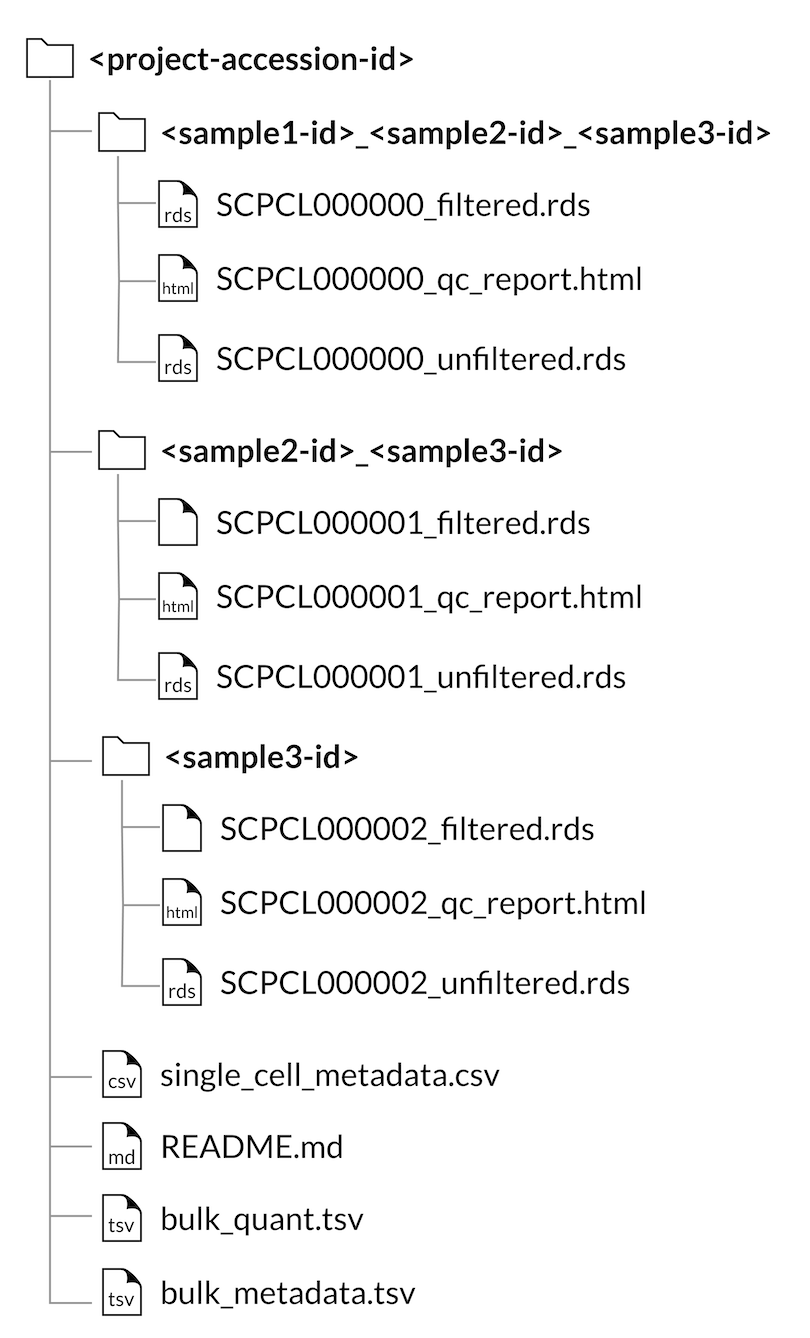 <project-accession-id>
<sample1-id>_<sample2-id>_<sample3-id>
rds SCPCL000000_filtered.rds
html SCPCL000000_qc_report.html
rds SCPCL000000_unfiltered.rds
<sample2-id>_<sample3-id>
SCPCL000001_filtered.rds
html SCPCL000001_qc_report.html
rds SCPCL000001_unfiltered.rds
<sample3-id>
SCPCL000002_filtered.rds
html SCPCL000002_qc_report.html
rds SCPCL000002_unfiltered.rds
csv single_cell_metadata.csv
md README.md
tsv bulk_quant.tsv
tsv bulk_metadata.tsv